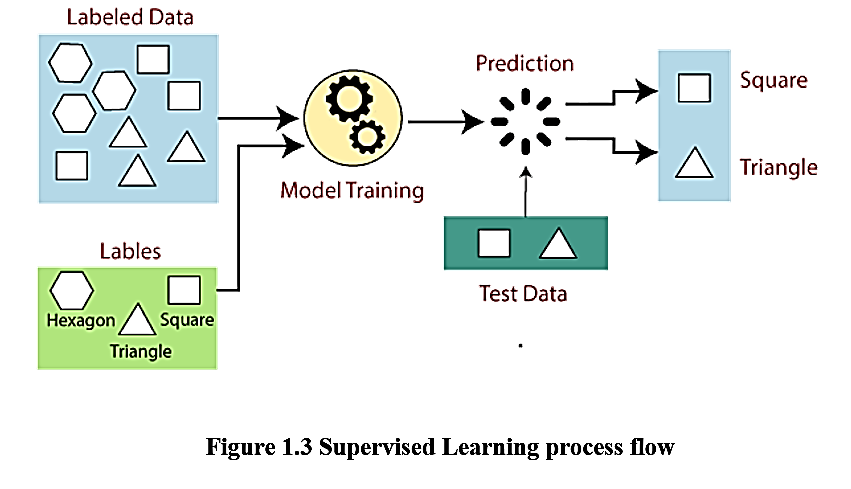 Labeled Data
Prediction
Square
Triangle
Model Training
Lables
Hexagon
Square
Triangle
Test Data
.
Figure 1.3 Supervised Learning process flow